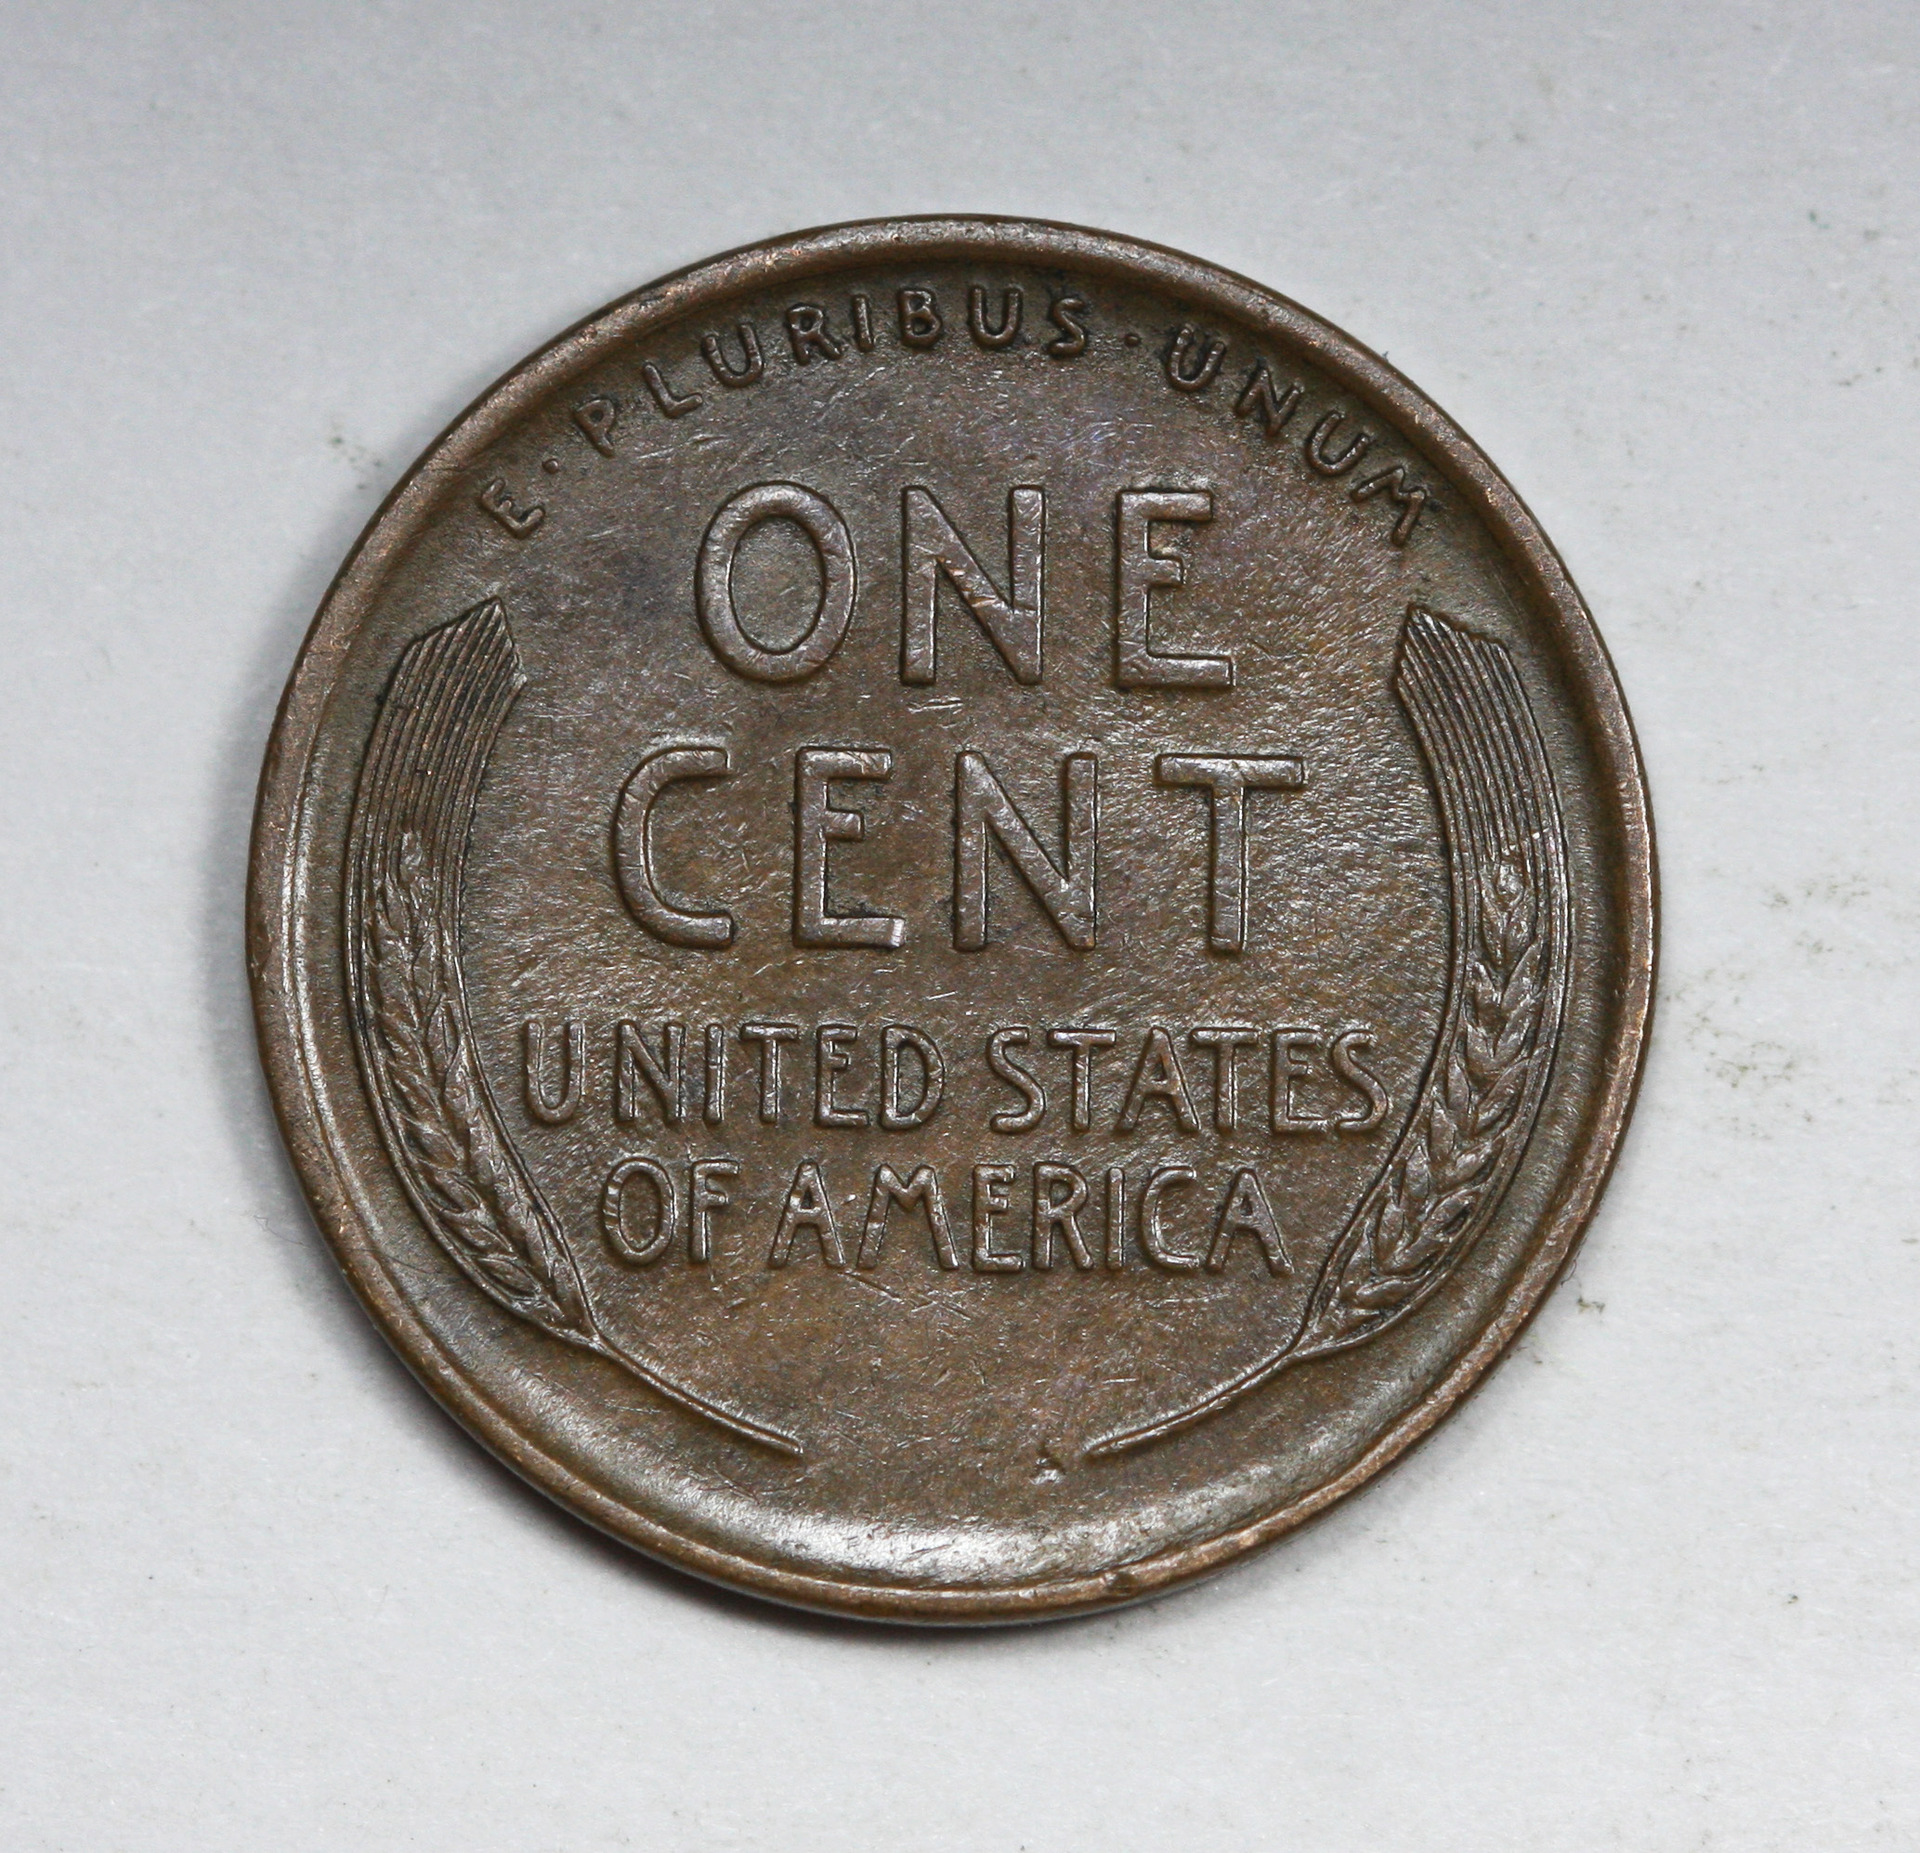 E·PLURIBUS·UNUM
ONE
CENT
UNITED STATES
OF AMERICA